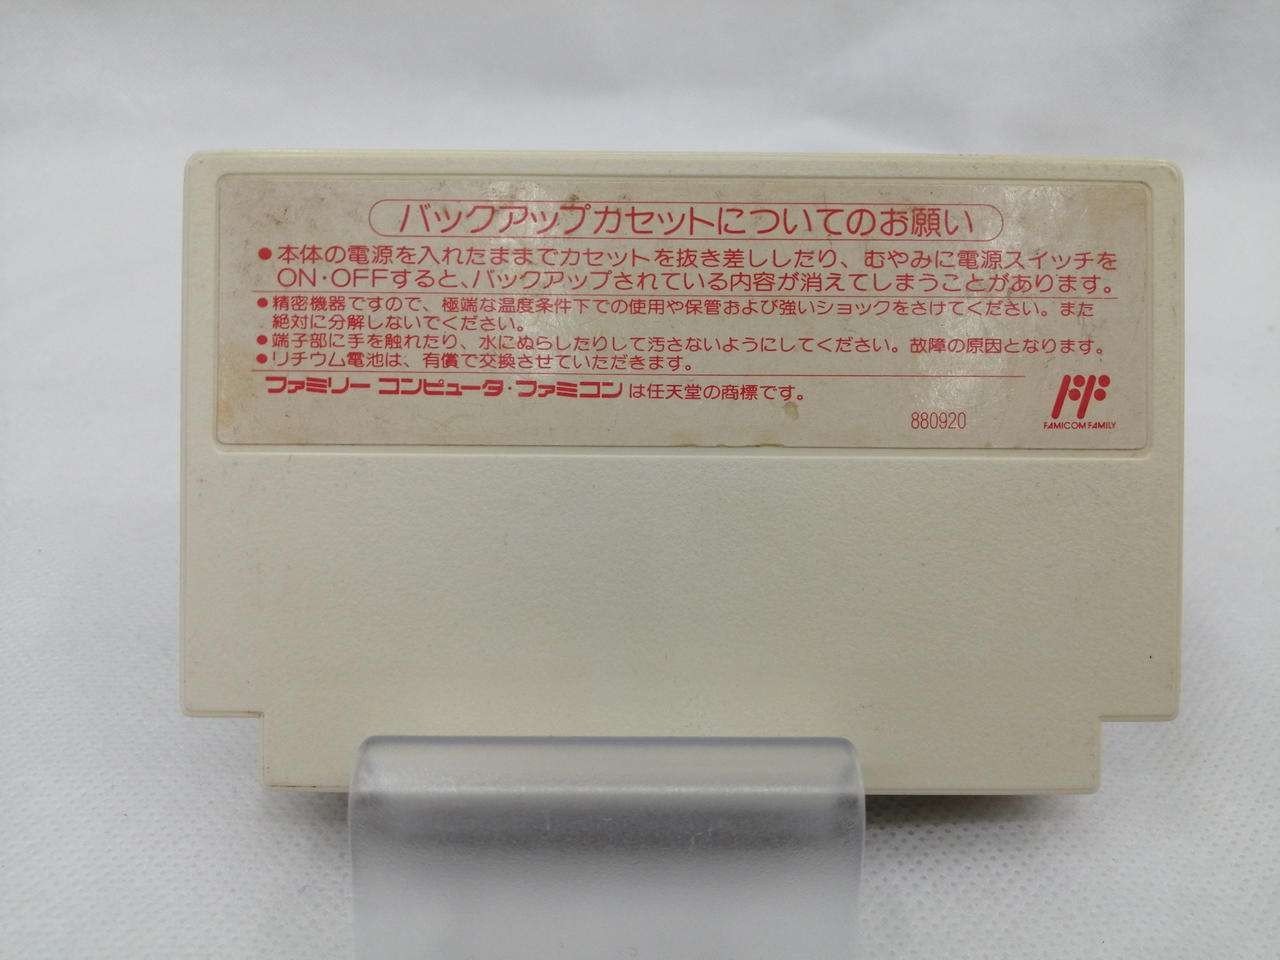 バックアップカセットについてのお願い
●本体の電源を入れたままでカセットを抜き差ししたり、むやみに電源スイッチを
ON・OFFすると、バックアップされている内容が消えてしまうことがあります。
●精密機器ですので、極端な温度条件下での使用や保管および強いショックをさけてください。また
絶対に分解しないでください。
●端子部に手を触れたり、水にぬらしたりして汚さないようにしてください。故障の原因となります。
●リチウム電池は、有償で交換させていただきます。
ファミリー コンピュータ・ファミコン は任天堂の商標です。
880920
FAMICOM FAMILY